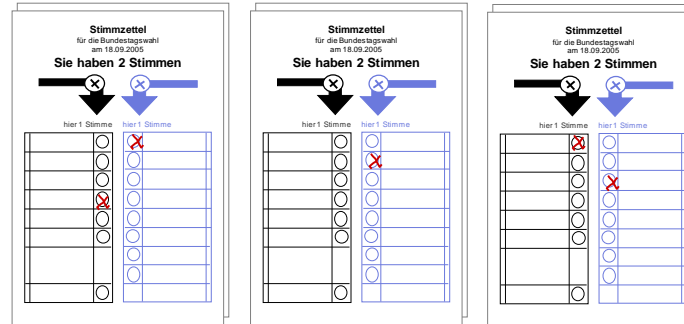 Stimmzettel
für die Bundestagswahl
am 18.09.2005
Sie haben 2 Stimmen
hier 1 Stimme hier 1 Stimme
Stimmzettel
für die Bundestagswahl
am 18.09.2005
Sie haben 2 Stimmen
hier 1 Stimme hier 1 Stimme
Stimmzettel
für die Bundestagswahl
am 18.09.2005
Sie haben 2 Stimmen
hier 1 Stimme hier 1 Stimme